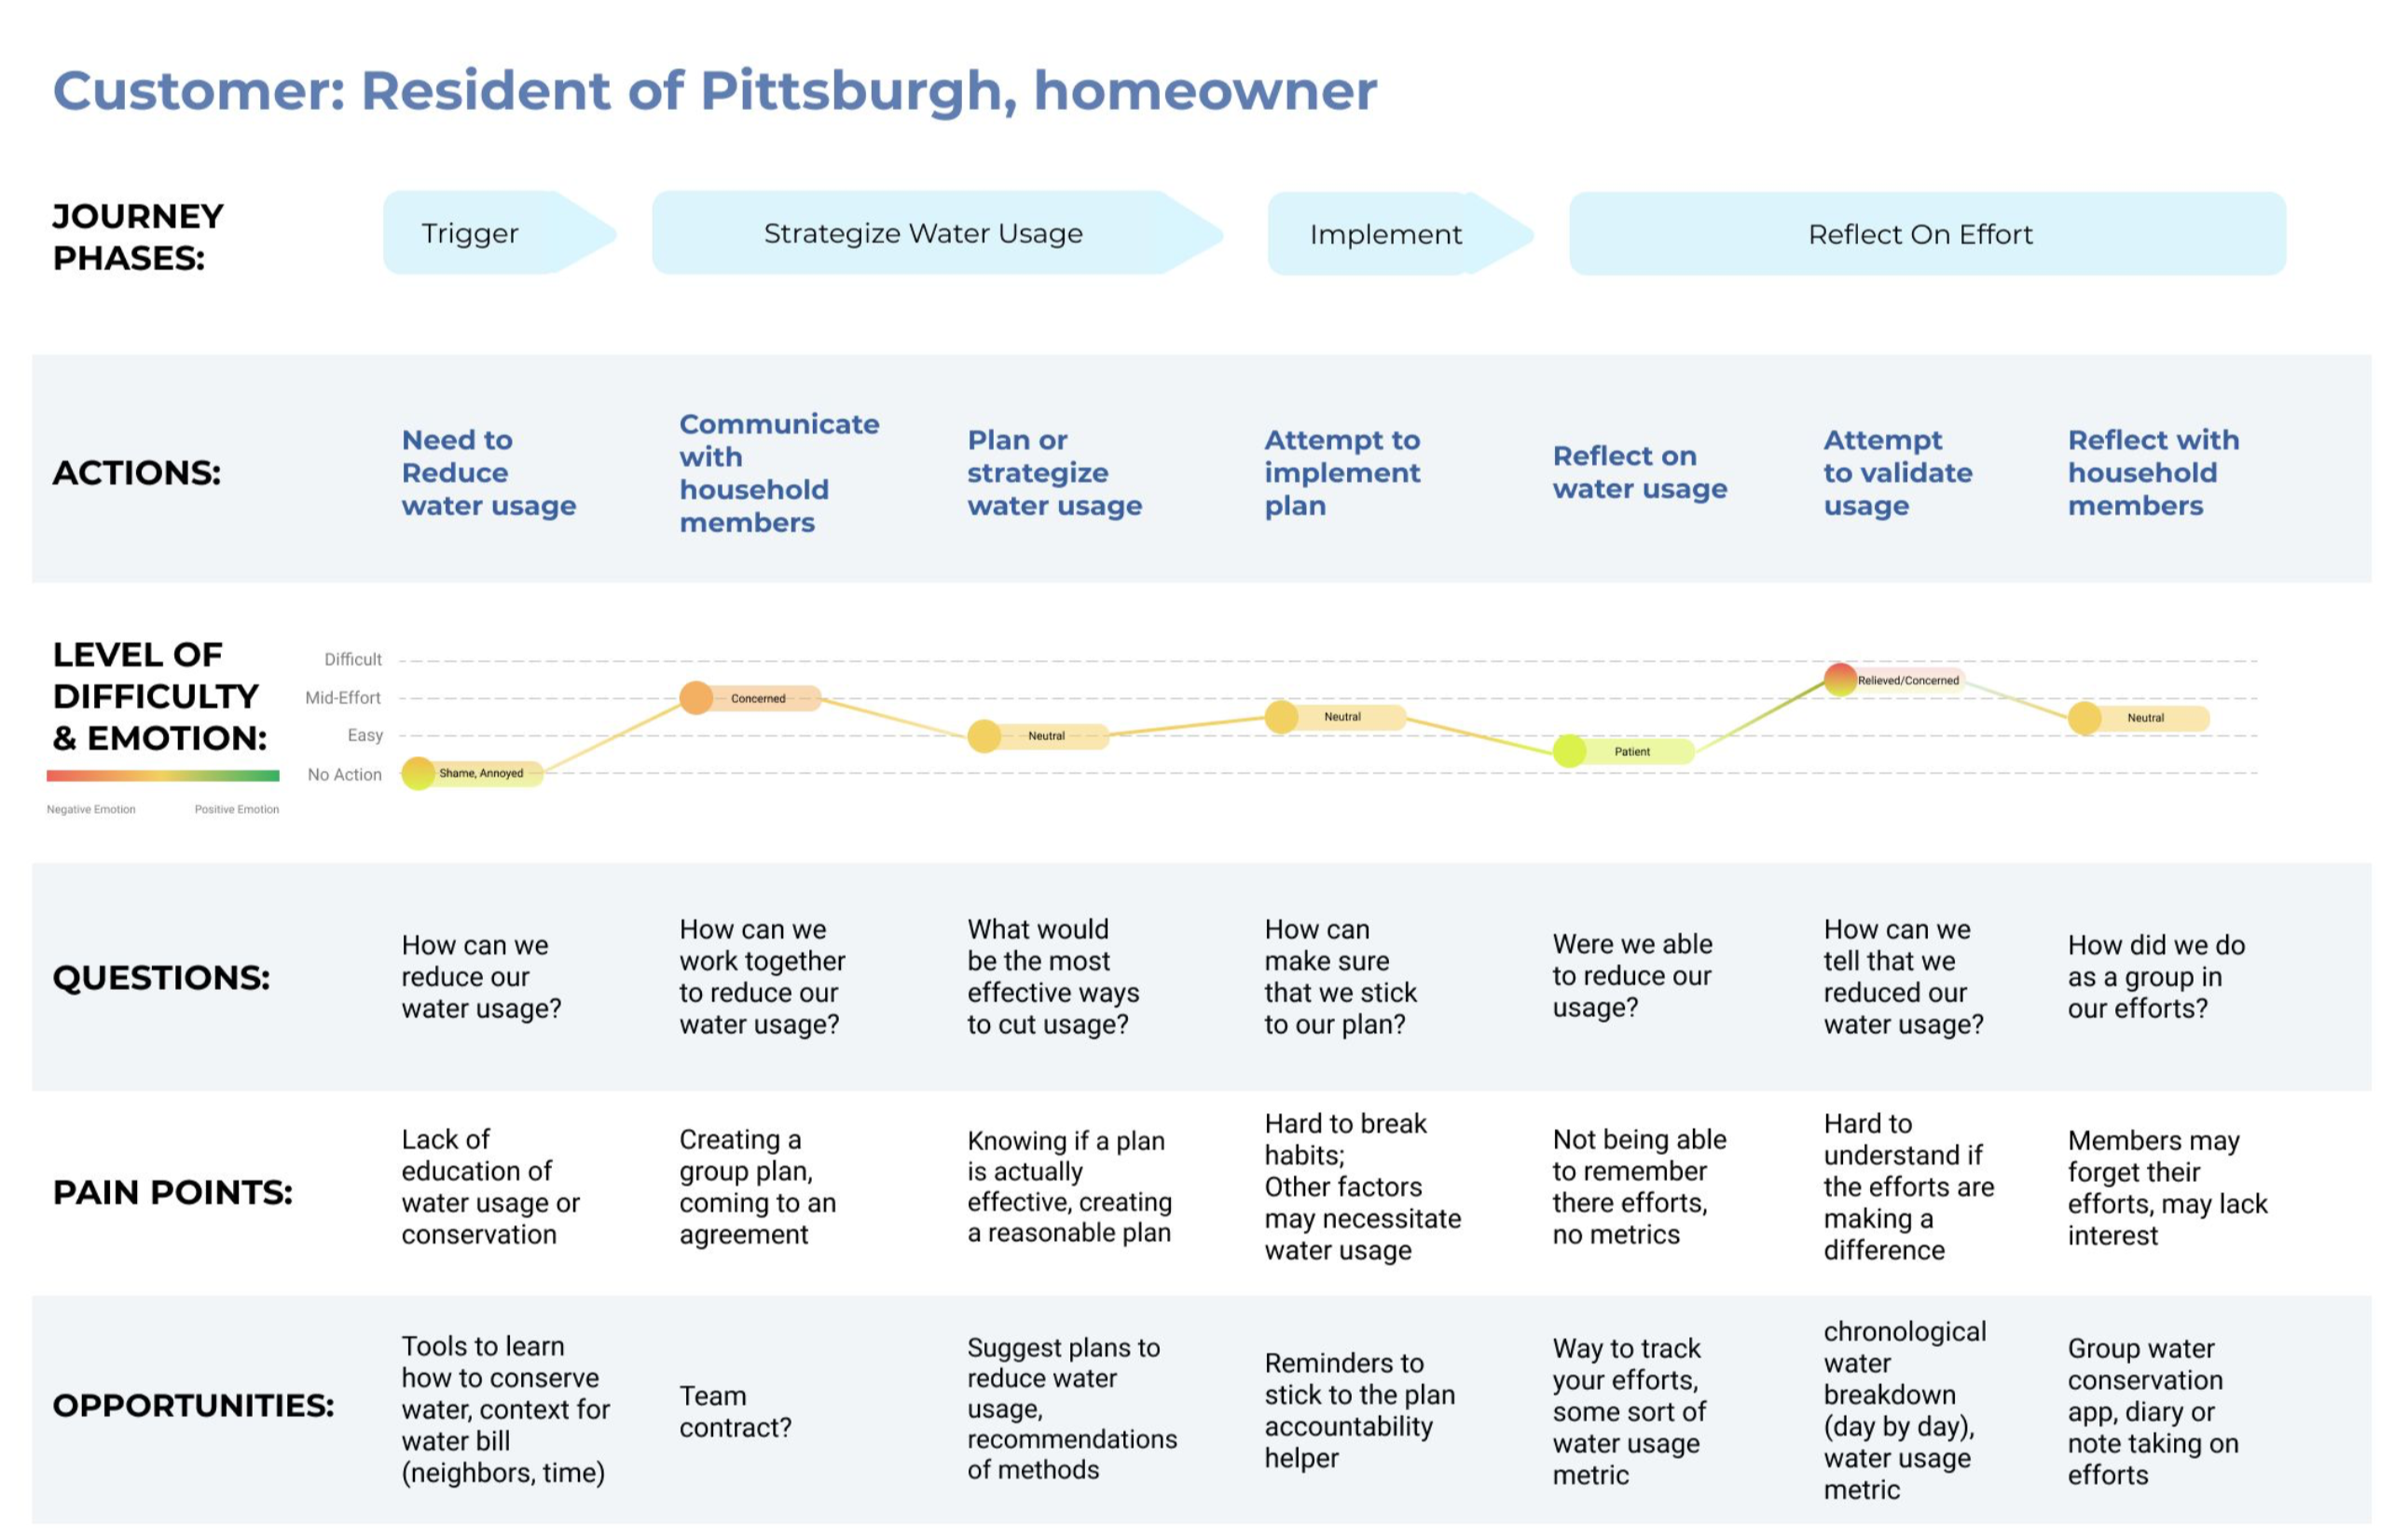 Customer: Resident of Pittsburgh, homeowner
JOURNEY
PHASES:
Trigger
Strategize Water Usage
Implement
Reflect On Effort
ACTIONS:
Need to
Reduce
water usage
Communicate
with
household
members
Plan or
strategize
water usage
Attempt to
implement
plan
Reflect on
water usage
Attempt
to validate
usage
Reflect with
household
members
LEVEL OF
DIFFICULTY
& EMOTION:
Negative Emotion
Positive Emotion
Difficult
Mid-Effort
Easy
No Action
Shame, Annoyed
Concerned
Neutral
Neutral
Patient
Relieved/Concerned
Neutral
QUESTIONS:
How can we
reduce our
water usage?
How can we
work together
to reduce our
water usage?
What would
be the most
effective ways
to cut usage?
How can
make sure
that we stick
to our plan?
Were we able
to reduce our
usage?
How can we
tell that we
reduced our
water usage?
How did we do
as a group in
our efforts?
PAIN POINTS:
Lack of
education of
water usage or
conservation
Creating a
group plan,
coming to an
agreement
Knowing if a plan
is actually
effective, creating
a reasonable plan
Hard to break
habits;
Other factors
may necessitate
water usage
Not being able
to remember
there efforts,
no metrics
Hard to
understand if
the efforts are
making a
difference
Members may
forget their
efforts, may lack
interest
OPPORTUNITIES:
Tools to learn
how to conserve
water, context for
water bill
(neighbors, time)
Team
contract?
Suggest plans to
reduce water
usage,
recommendations
of methods
Reminders to
stick to the plan
accountability
helper
Way to track
your efforts,
some sort of
water usage
metric
chronological
water
breakdown
(day by day),
water usage
metric
Group water
conservation
app, diary or
note taking on
efforts